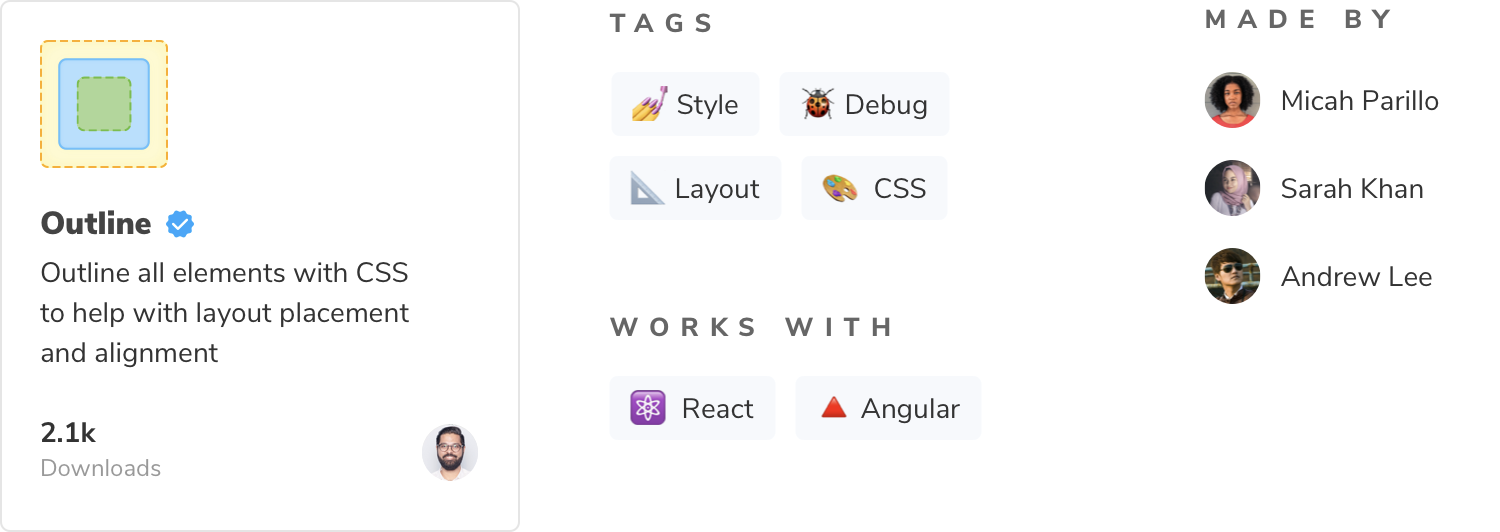 Outline
Outline all elements with CSS
to help with layout placement
and alignment
2.1k
Downloads
TAGS
Style
Debug
Layout
CSS
WORKS WITH
React
Angular
MADE BY
Micah Parillo
Sarah Khan
Andrew Lee